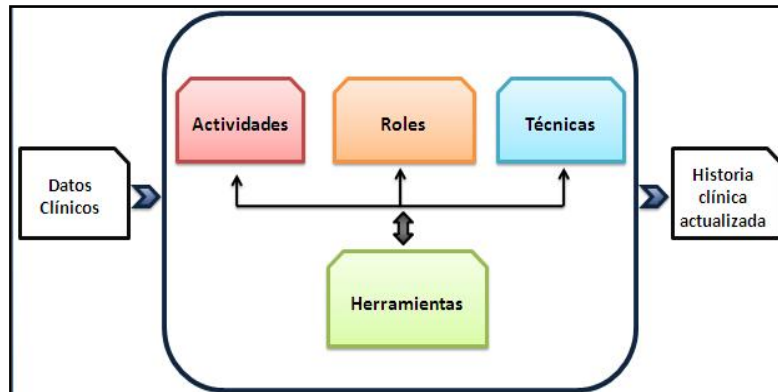 Actividades
Roles
Técnicas
Datos
Clínicos
Historia
clínica
actualizada
Herramientas